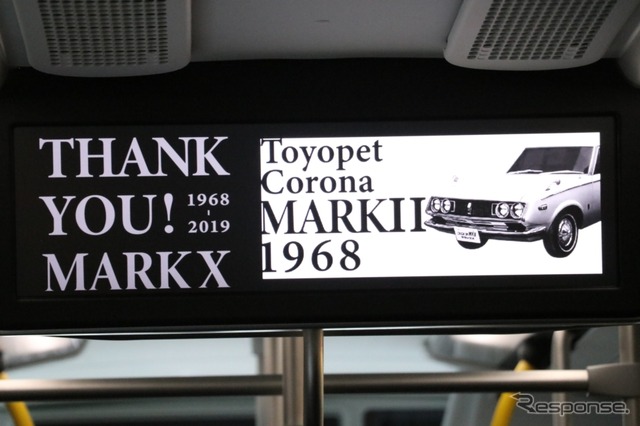 THANK
YOU! 1968
-
2019
MARK X
Toyopet
Corona
MARKII
1968
Response.